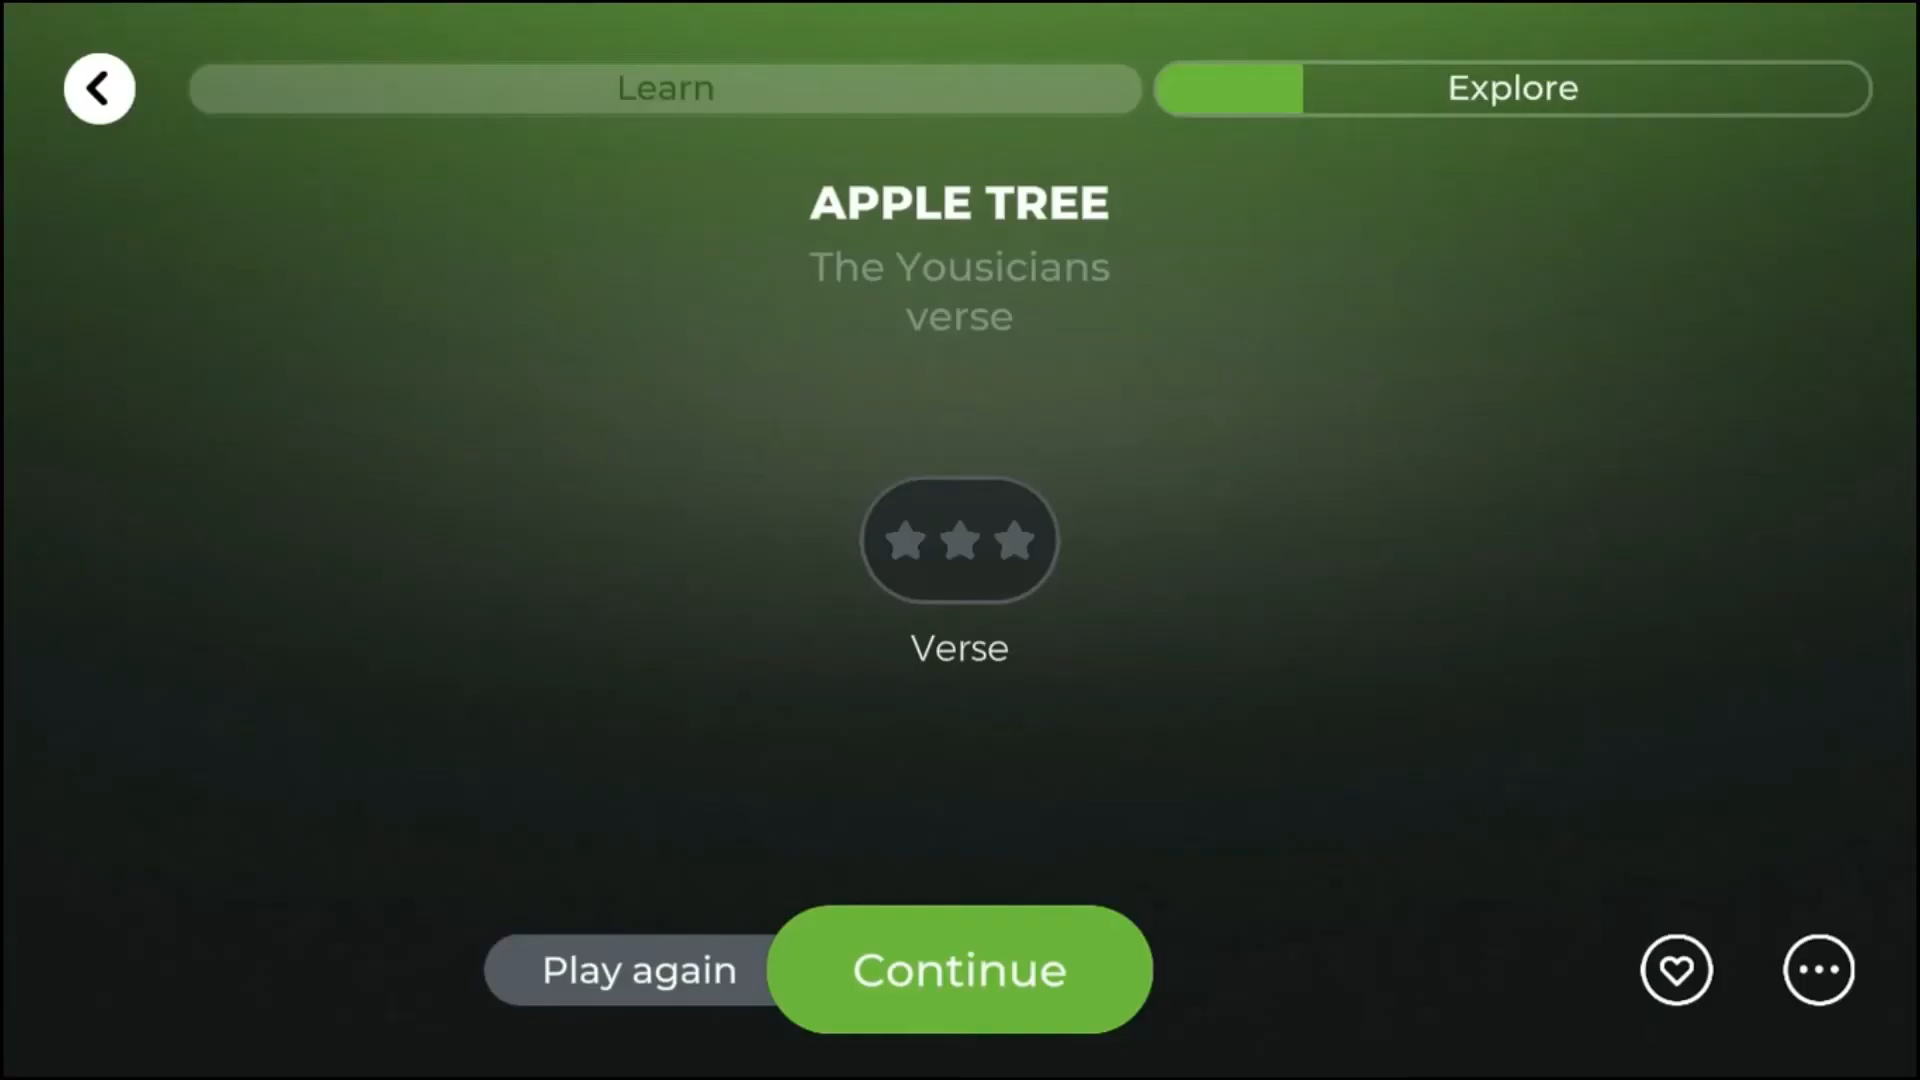 Learn
Explore
APPLE TREE
The Yousicians
verse
Verse
Play again
Continue